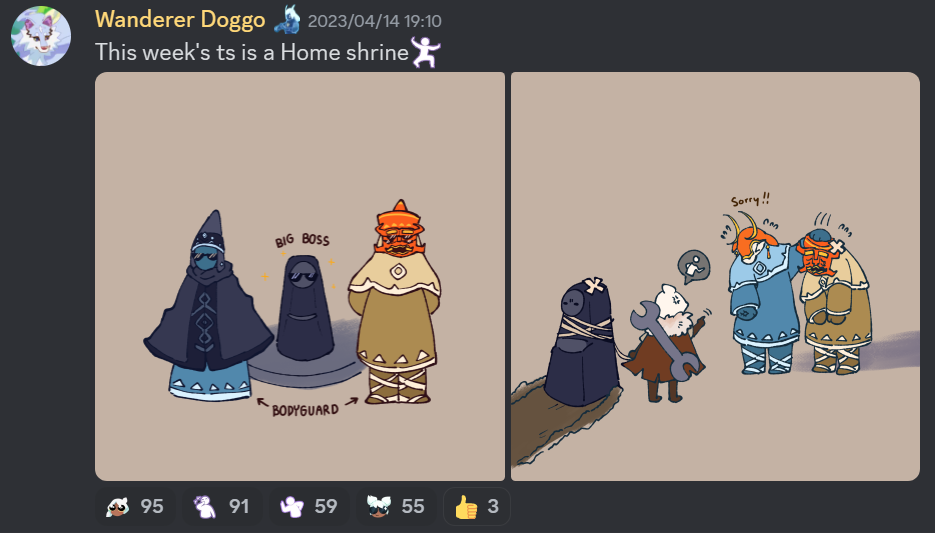 Wanderer Doggo 2023/04/14 19:10
This week's ts is a Home shrine
BIG BOSS
BODYGUARD
Sorry!!
95 91 59 55 3